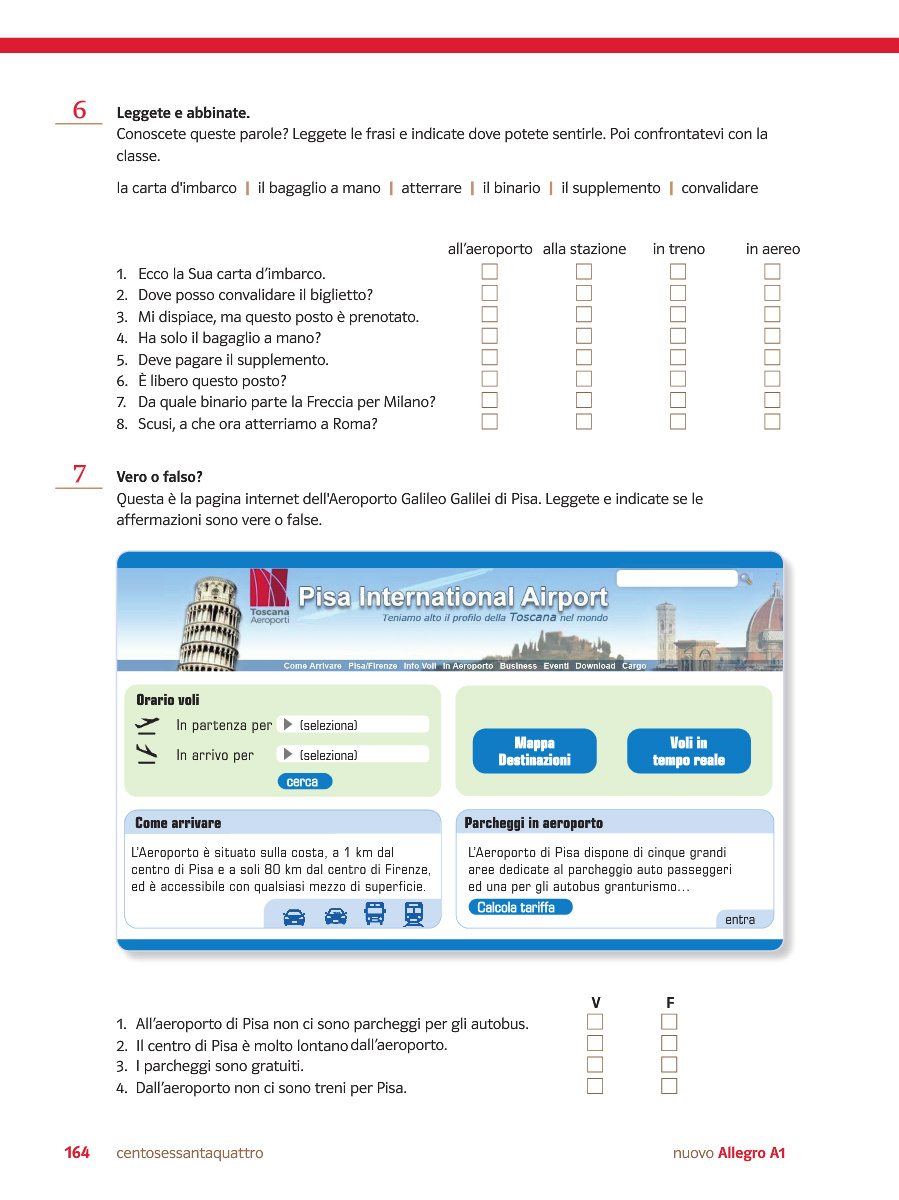 6 Leggete e abbinate.
Conoscete queste parole? Leggete le frasi e indicate dove potete sentirle. Poi confrontatevi con la
classe.
la carta d'imbarco | il bagaglio a mano | atterrare | il binario | il supplemento | convalidare
all'aeroporto alla stazione in treno in aereo
1. Ecco la Sua carta d'imbarco.
2. Dove posso convalidare il biglietto?
3. Mi dispiace, ma questo posto è prenotato.
4. Ha solo il bagaglio a mano?
5. Deve pagare il supplemento.
6. È libero questo posto?
7. Da quale binario parte la Freccia per Milano?
8. Scusi, a che ora atterriamo a Roma?
7 Vero o falso?
Questa è la pagina internet dell'Aeroporto Galileo Galilei di Pisa. Leggete e indicate se le
affermazioni sono vere o false.
Toscana
Aeroporti
Pisa International Airport
Teniamo alto il profilo della Toscana nel mondo
Come Arrivare Pisa/Firenze Info Voli In Aeroporto Business Eventi Download Cargo
Orario voli
In partenza per (seleziona)
In arrivo per (seleziona)
cerca
Mappa
Destinazioni
Voli in
tempo reale
Come arrivare
L'Aeroporto è situato sulla costa, a 1 km dal
centro di Pisa e a soli 80 km dal centro di Firenze,
ed è accessibile con qualsiasi mezzo di superficie.
Parcheggi in aeroporto
L'Aeroporto di Pisa dispone di cinque grandi
aree dedicate al parcheggio auto passeggeri
ed una per gli autobus granturismo...
Calcola tariffa
entra
V F
1. All'aeroporto di Pisa non ci sono parcheggi per gli autobus.
2. Il centro di Pisa è molto lontano dall'aeroporto.
3. I parcheggi sono gratuiti.
4. Dall'aeroporto non ci sono treni per Pisa.
164 centosessantaquattro nuovo Allegro A1